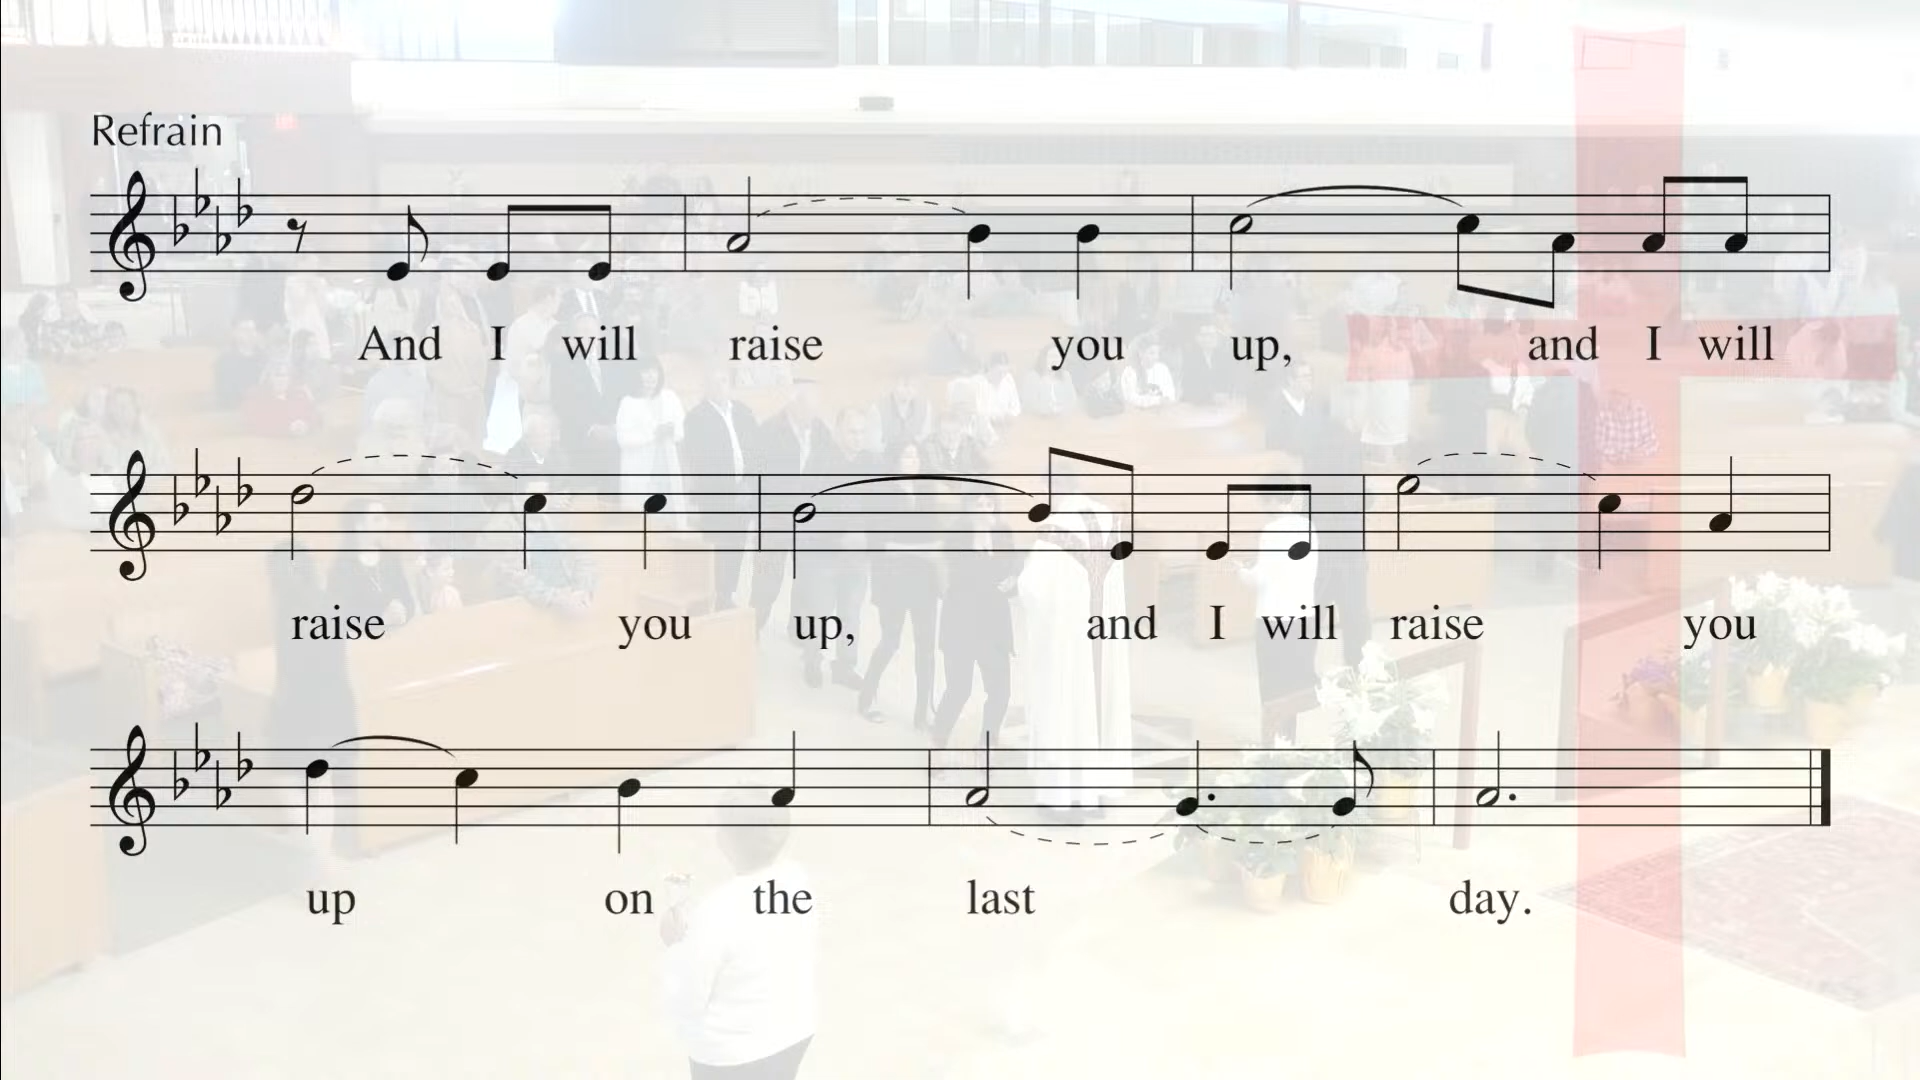 Refrain
And I will raise you up, and I will
raise you up, and I will raise you
up on the last day.